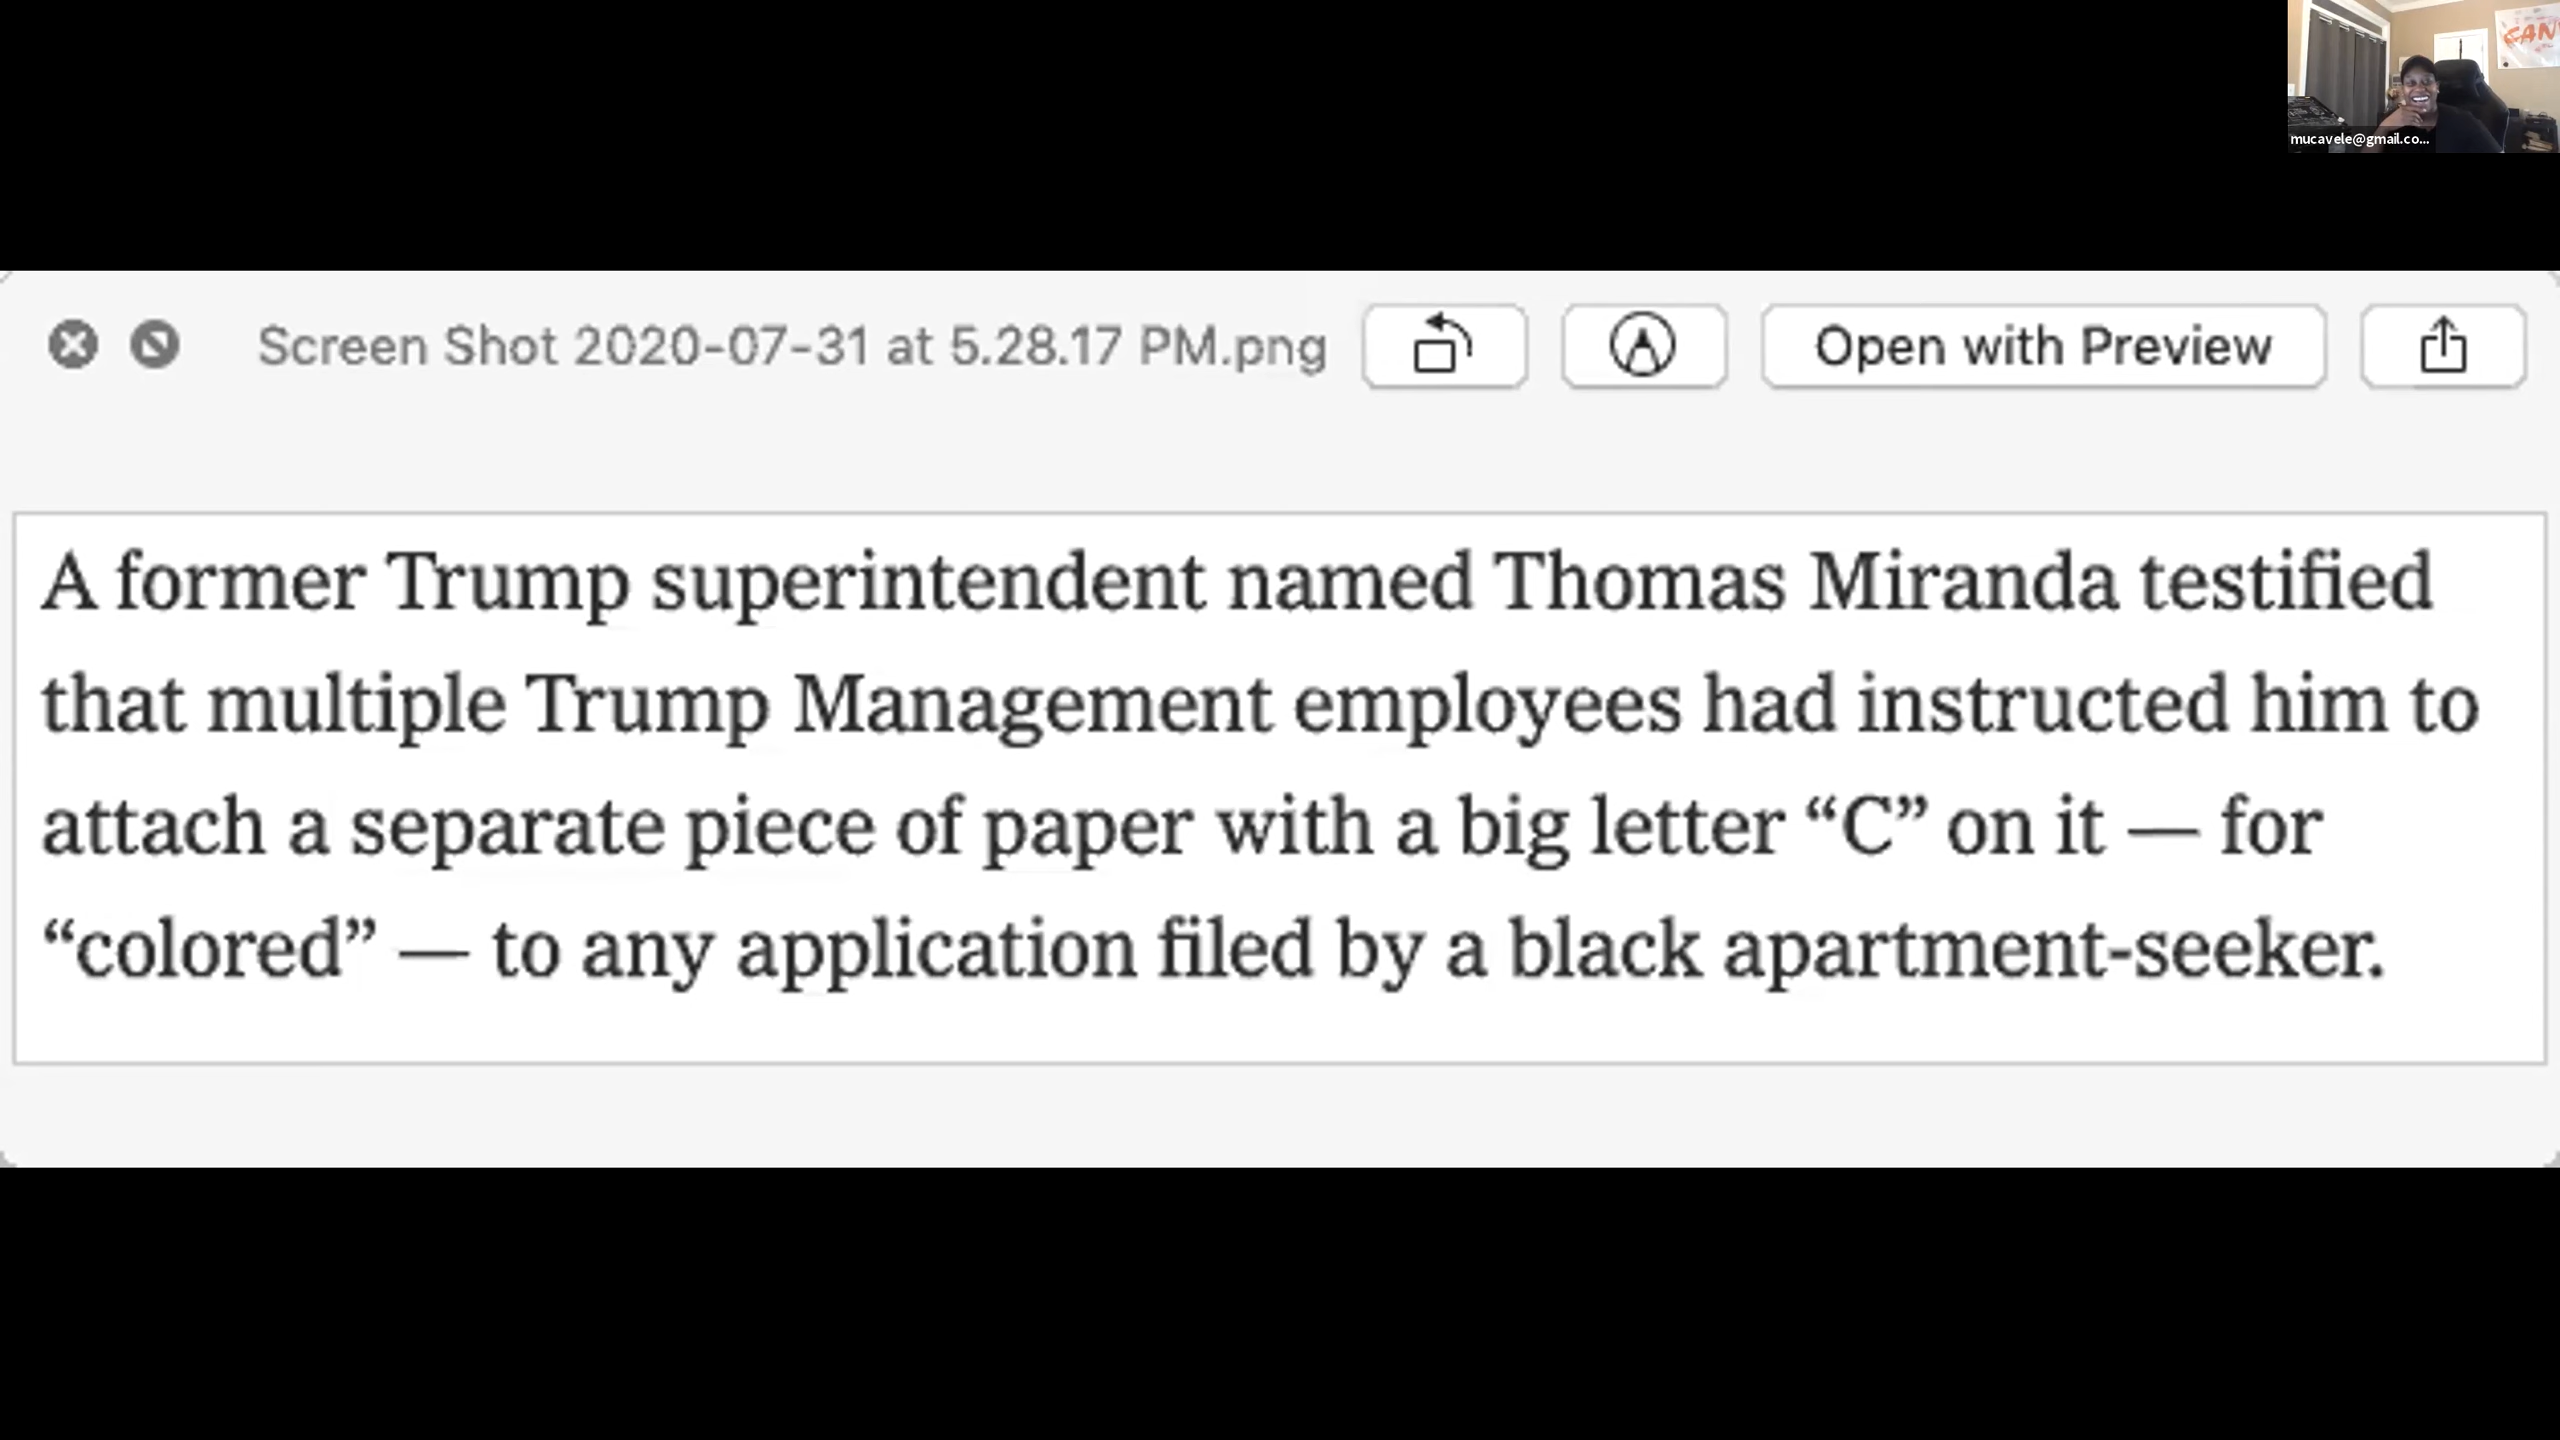 CAN
mucavele@gmail.co...
Screen Shot 2020-07-31 at 5.28.17 PM.png
Open with Preview
A former Trump superintendent named Thomas Miranda testified
that multiple Trump Management employees had instructed him to
attach a separate piece of paper with a big letter “C” on it — for
“colored” — to any application filed by a black apartment-seeker.